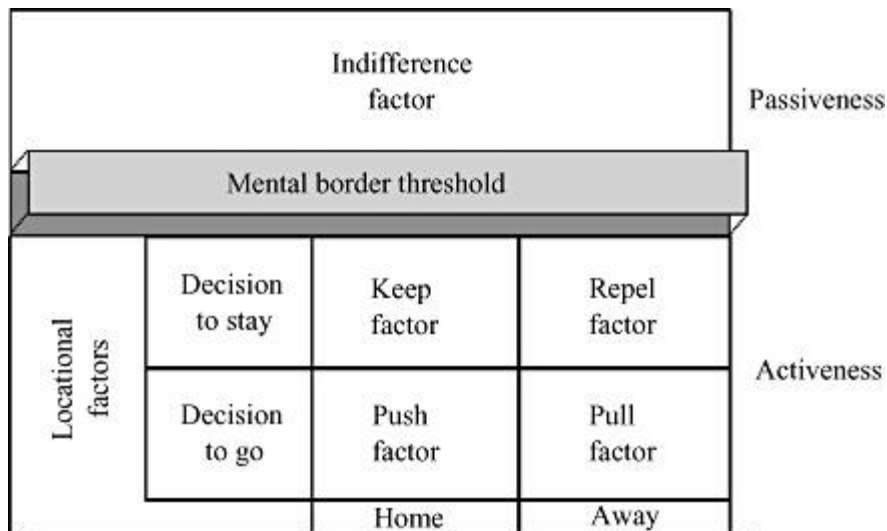 Indifference
factor
Passiveness
Mental border threshold
Locational
factors
Decision
to stay
Keep
factor
Repel
factor
Activeness
Decision
to go
Push
factor
Pull
factor
Home
Away